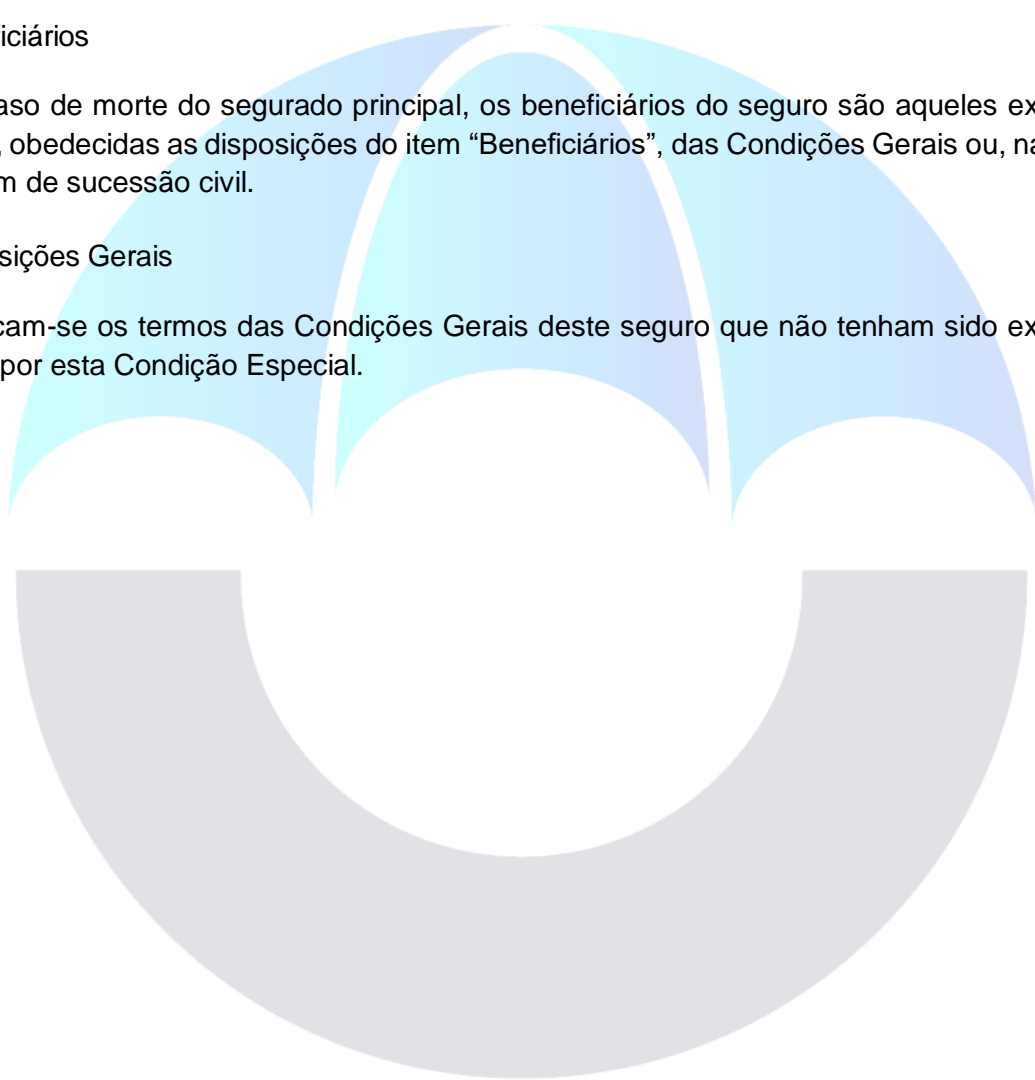 iciários
aso de morte do segurado principal, os beneficiários do seguro são aqueles ex
, obedecidas as disposições do item “Beneficiários”, das Condições Gerais ou, na
m de sucessão civil.
sições Gerais
cam-se os termos das Condições Gerais deste seguro que não tenham sido ex
por esta Condição Especial.